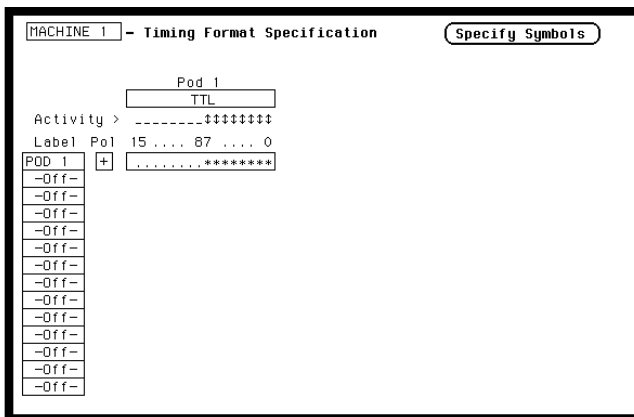 MACHINE 1 - Timing Format Specification Specify Symbols
Pod 1
TTL
Activity > ________↕↕↕↕↕↕↕↕
Label Pol 15 .... 87 .... 0
POD 1 + ........********
-Off-
-Off-
-Off-
-Off-
-Off-
-Off-
-Off-
-Off-
-Off-
-Off-
-Off-
-Off-
-Off-